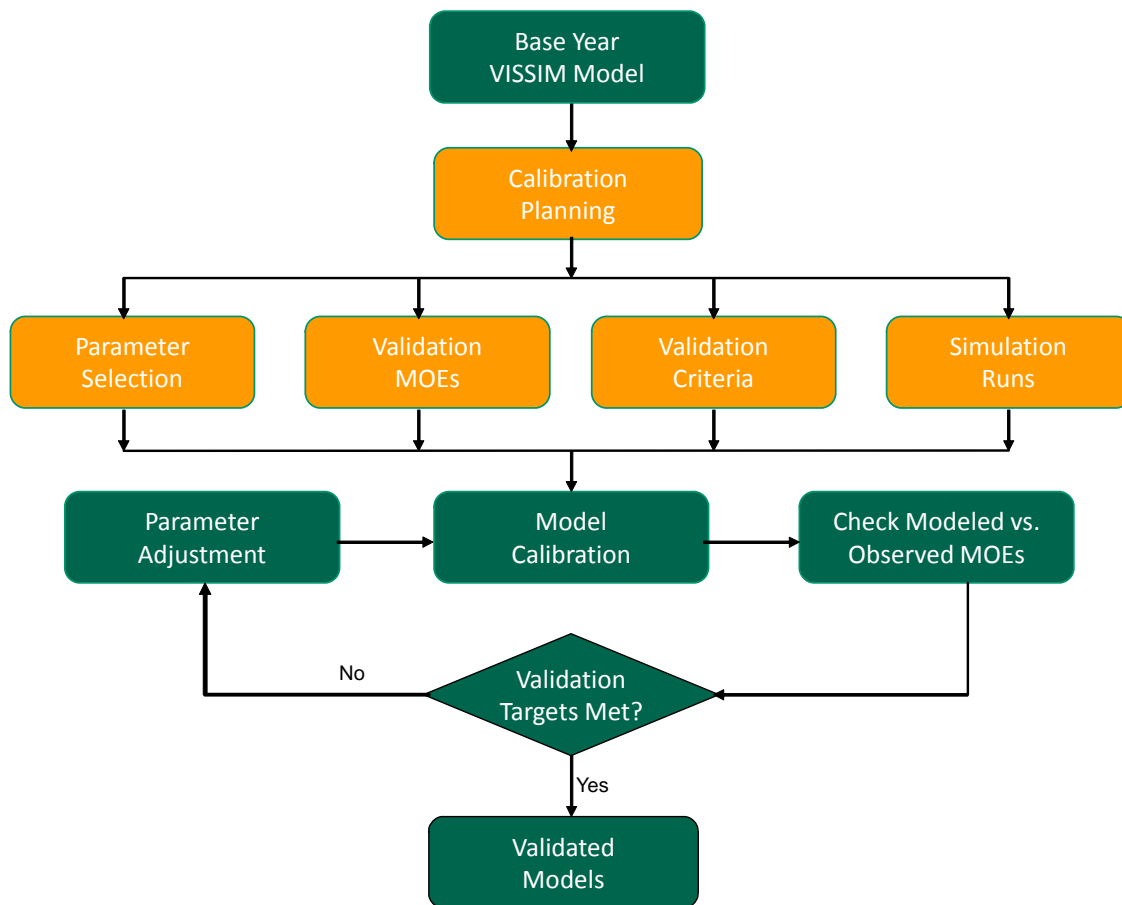 Base Year
VISSIM Model
Calibration
Planning
Parameter
Selection
Validation
MOEs
Validation
Criteria
Simulation
Runs
Parameter
Adjustment
Model
Calibration
Check Modeled vs.
Observed MOEs
No
Validation
Targets Met?
Yes
Validated
Models